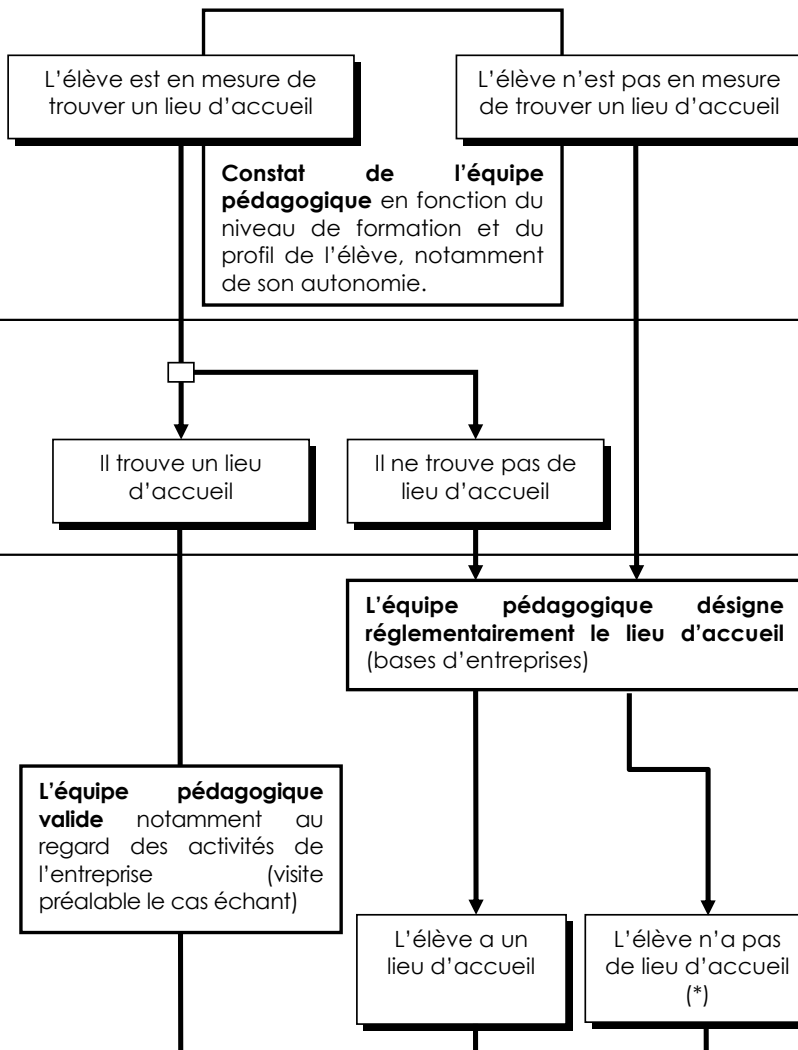 L’élève est en mesure de
trouver un lieu d’accueil
L’élève n’est pas en mesure
de trouver un lieu d’accueil
Constat de l’équipe
pédagogique en fonction du
niveau de formation et du
profil de l’élève, notamment
de son autonomie.
Il trouve un lieu
d’accueil
Il ne trouve pas de
lieu d’accueil
L’équipe pédagogique désigne
réglementairement le lieu d’accueil
(bases d’entreprises)
L’équipe pédagogique
valide notamment au
regard des activités de
l’entreprise (visite
préalable le cas échant)
L’élève a un
lieu d’accueil
L’élève n’a pas
de lieu d’accueil
(*)